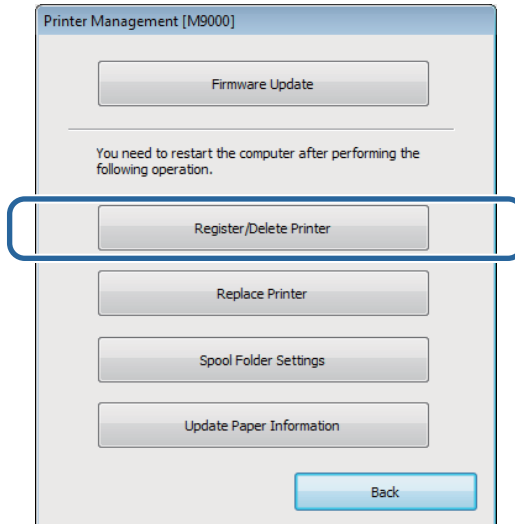 Printer Management [M9000]
Firmware Update
You need to restart the computer after performing the
following operation.
Register/Delete Printer
Replace Printer
Spool Folder Settings
Update Paper Information
Back